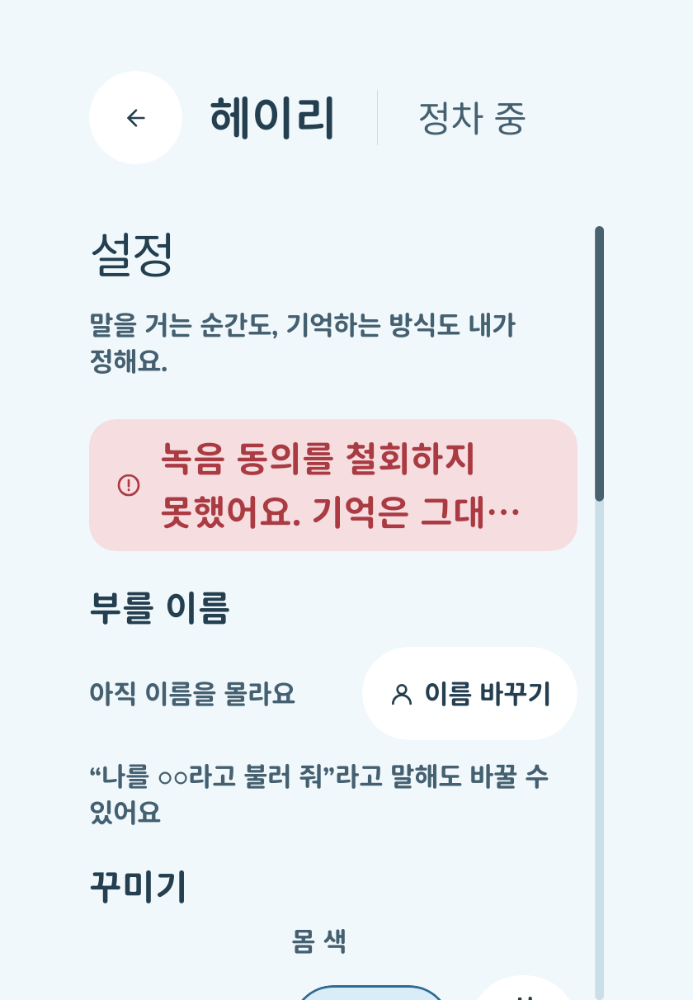 헤이리
정차 중
설정
말을 거는 순간도, 기억하는 방식도 내가
정해요.
녹음 동의를 철회하지
못했어요. 기억은 그대…
부를 이름
아직 이름을 몰라요
이름 바꾸기
“나를 ○○라고 불러 줘”라고 말해도 바꿀 수
있어요
꾸미기
몸 색